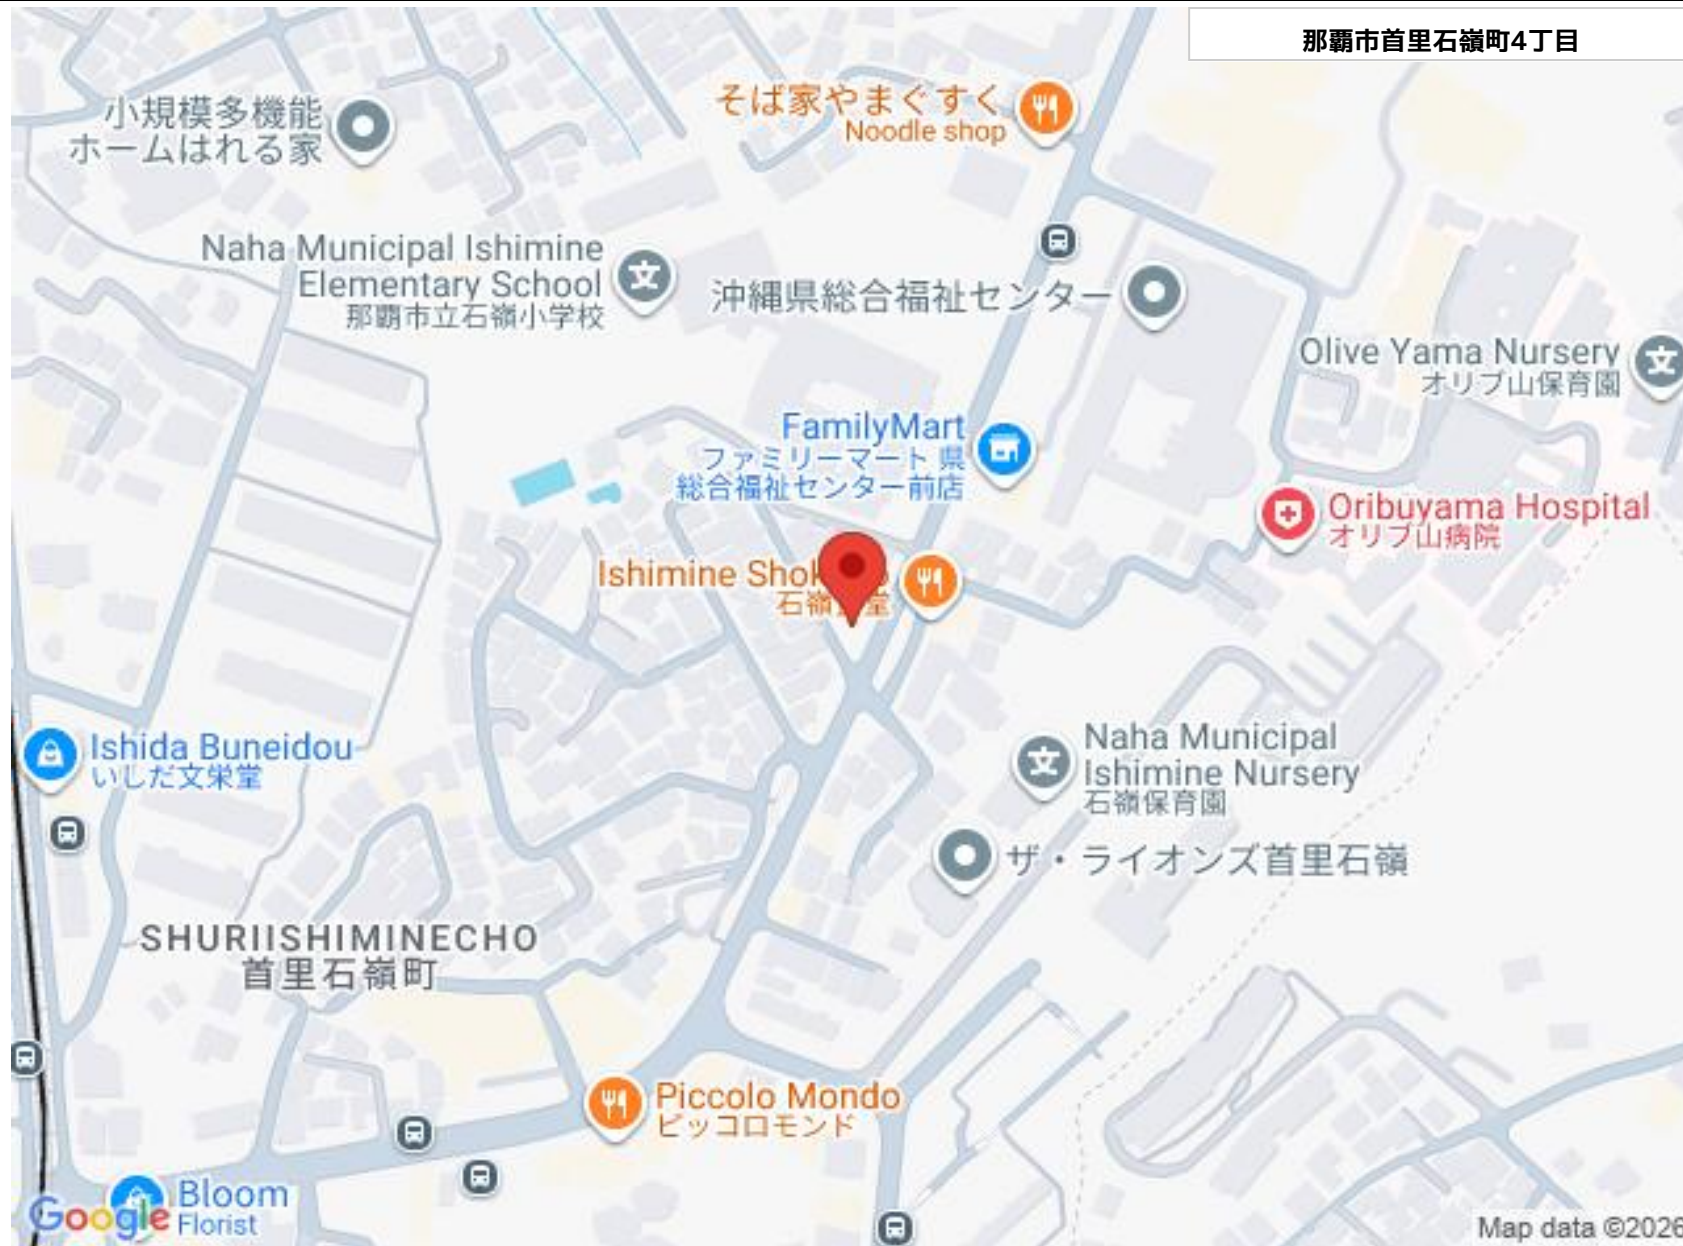 那覇市首里石嶺町4丁目
小規模多機能
ホームはれる家
そば家やまぐすく
Noodle shop
Naha Municipal Ishimine
Elementary School
那覇市立石嶺小学校
沖縄県総合福祉センター
Olive Yama Nursery
オリブ山保育園
FamilyMart
ファミリーマート 県
総合福祉センター前店
Oribuyama Hospital
オリブ山病院
Ishimine
石嶺
堂
Ishida Buneidou
いしだ文栄堂
Naha Municipal
Ishimine Nursery
石嶺保育園
ザ・ライオンズ首里石嶺
SHURIISHIMINECHO
首里石嶺町
Piccolo Mondo
ピッコロモンド
Bloom
Florist
Google
Map data ©2026